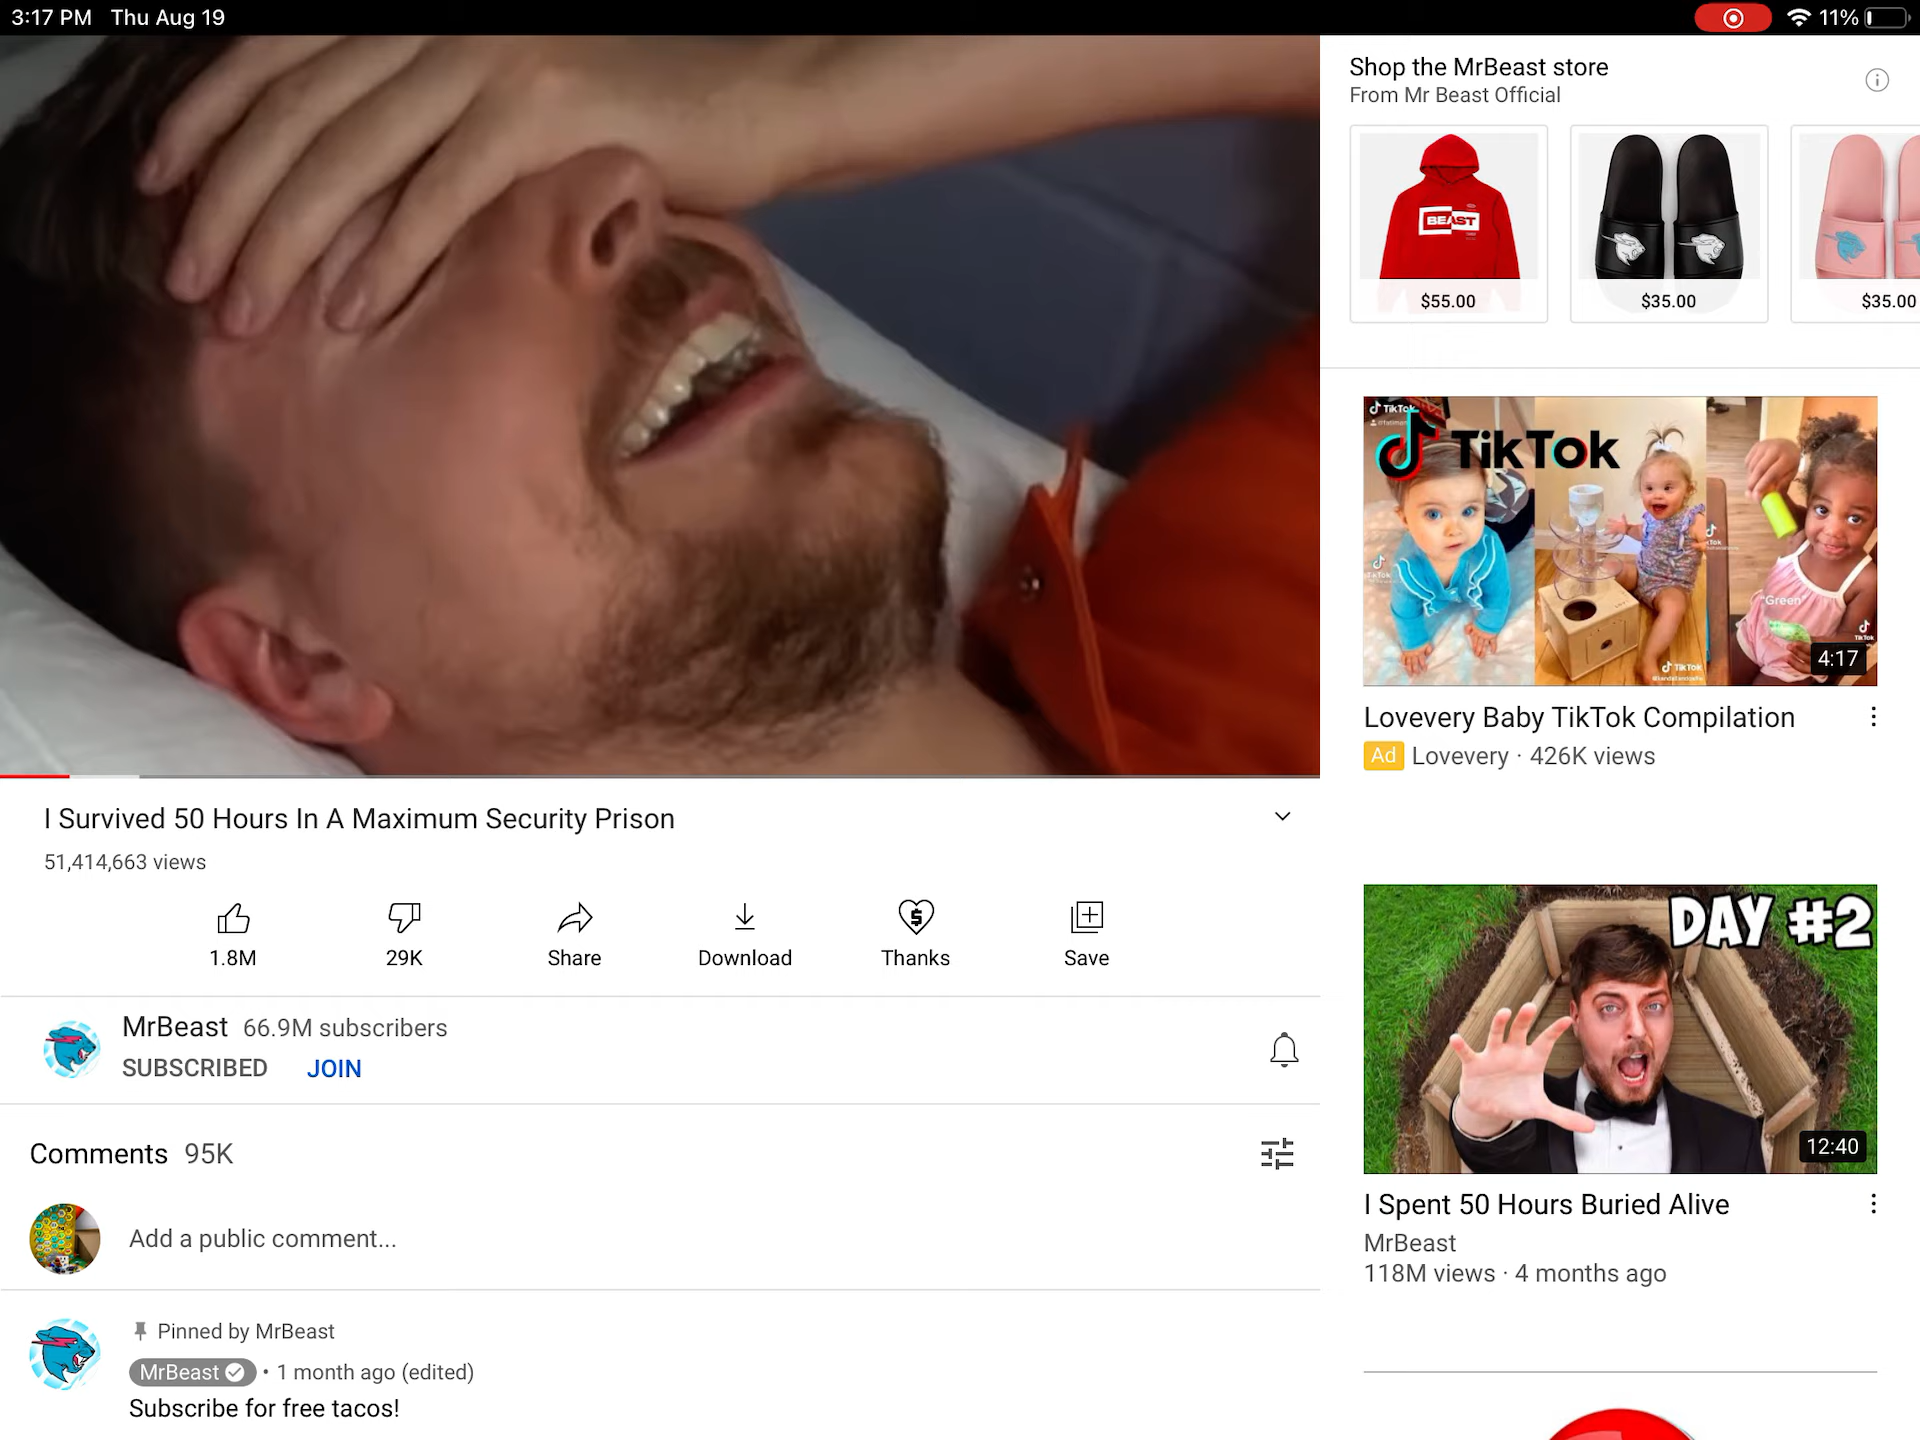 3:17 PM Thu Aug 19
11%
I Survived 50 Hours In A Maximum Security Prison
51,414,663 views
1.8M
29K
Share
Download
Thanks
Save
MrBeast 66.9M subscribers
SUBSCRIBED JOIN
Comments 95K
Add a public comment...
Pinned by MrBeast
MrBeast • 1 month ago (edited)
Subscribe for free tacos!
Shop the MrBeast store
From Mr Beast Official
BEAST
$55.00
$35.00
$35.00
TikTok
TikTok
"Green"
TikTok
TikTok
4:17
Lovevery Baby TikTok Compilation
Ad Lovevery · 426K views
DAY #2
12:40
I Spent 50 Hours Buried Alive
MrBeast
118M views · 4 months ago